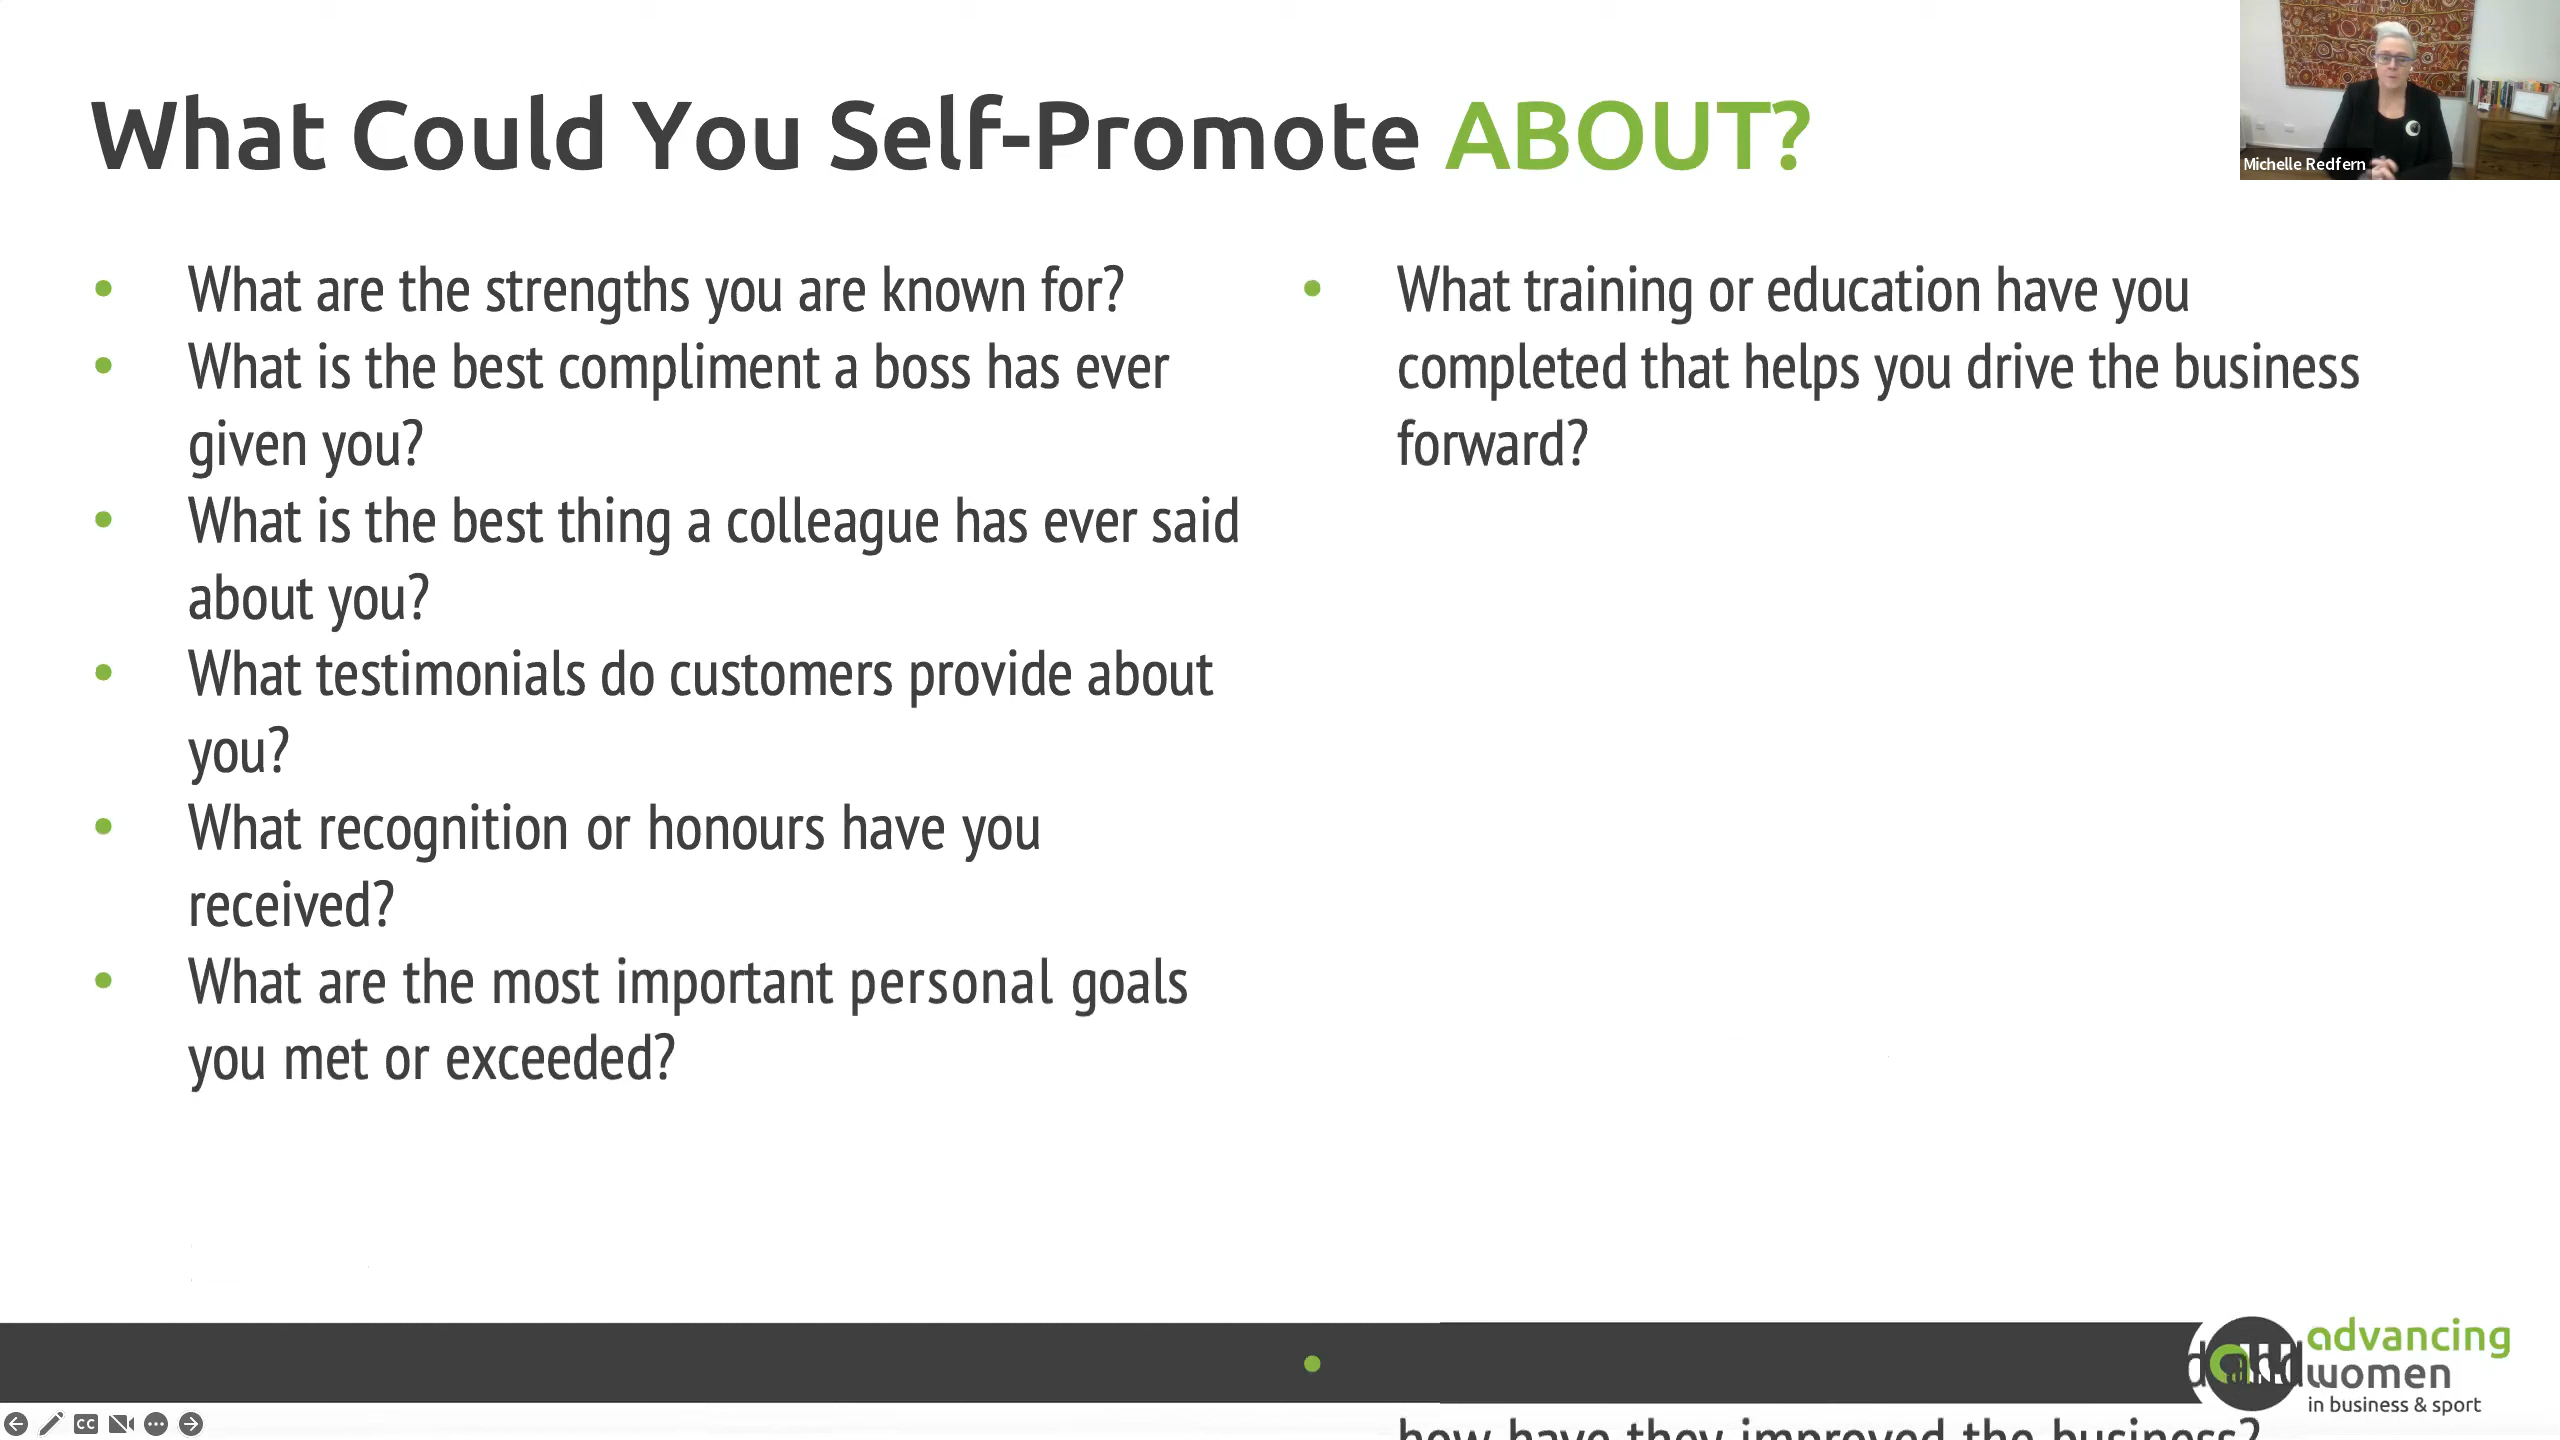 What Could You Self-Promote ABOUT?
Michelle Redfern
What are the strengths you are known for?
What is the best compliment a boss has ever
given you?
What is the best thing a colleague has ever said
about you?
What testimonials do customers provide about
you?
What recognition or honours have you
received?
What are the most important personal goals
you met or exceeded?
What training or education have you
completed that helps you drive the business
forward?
how have they improved the business?
advancing
women
in business & sport
CC